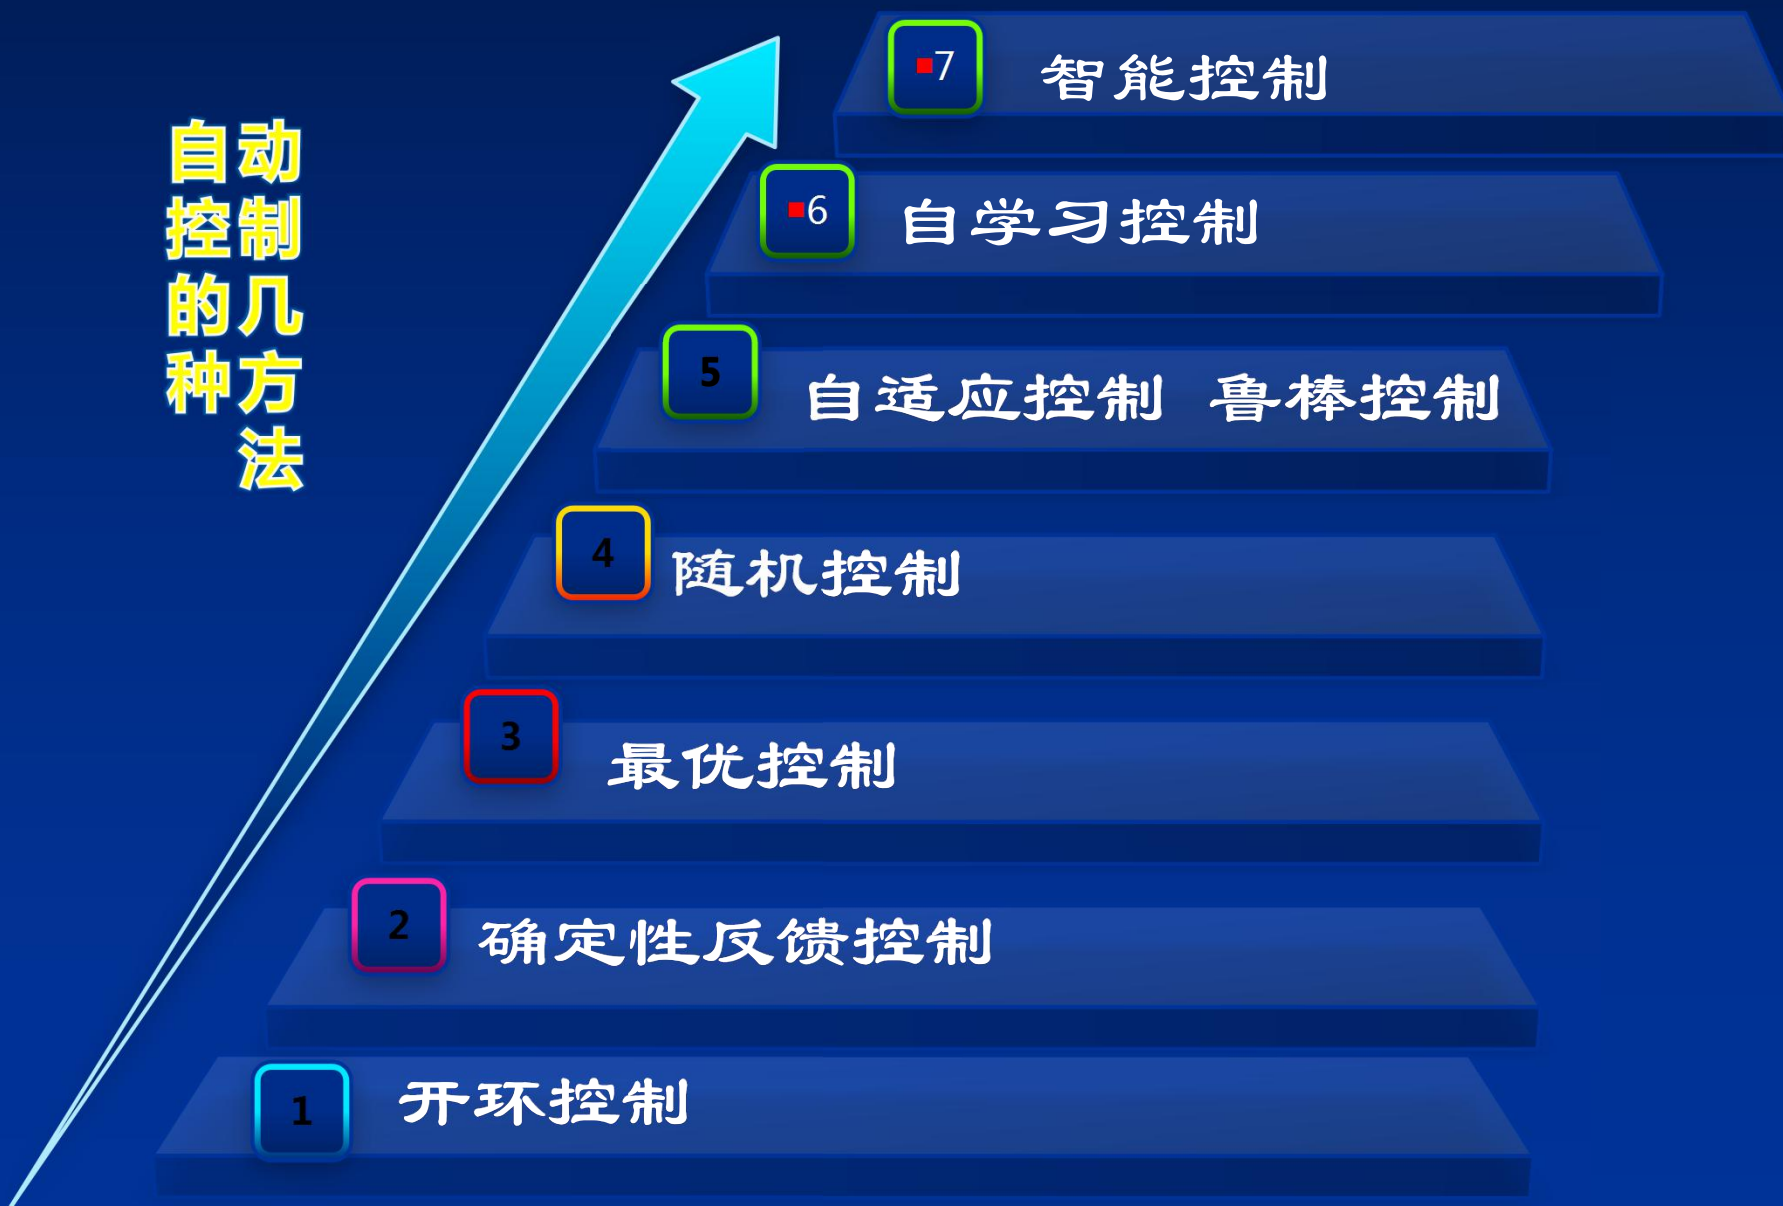 自动
控制
的几
种方
法
7 智能控制
6 自学习控制
5 自适应控制 鲁棒控制
4 随机控制
3 最优控制
2 确定性反馈控制
1 开环控制